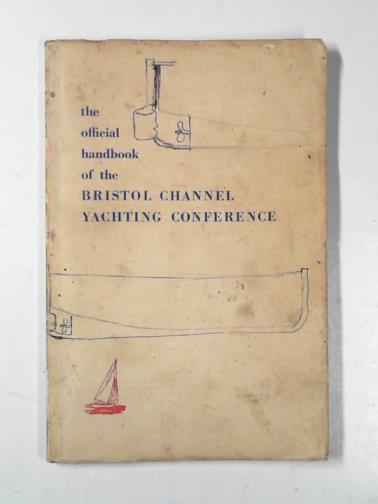 the
official
handbook
of the
BRISTOL CHANNEL
YACHTING CONFERENCE